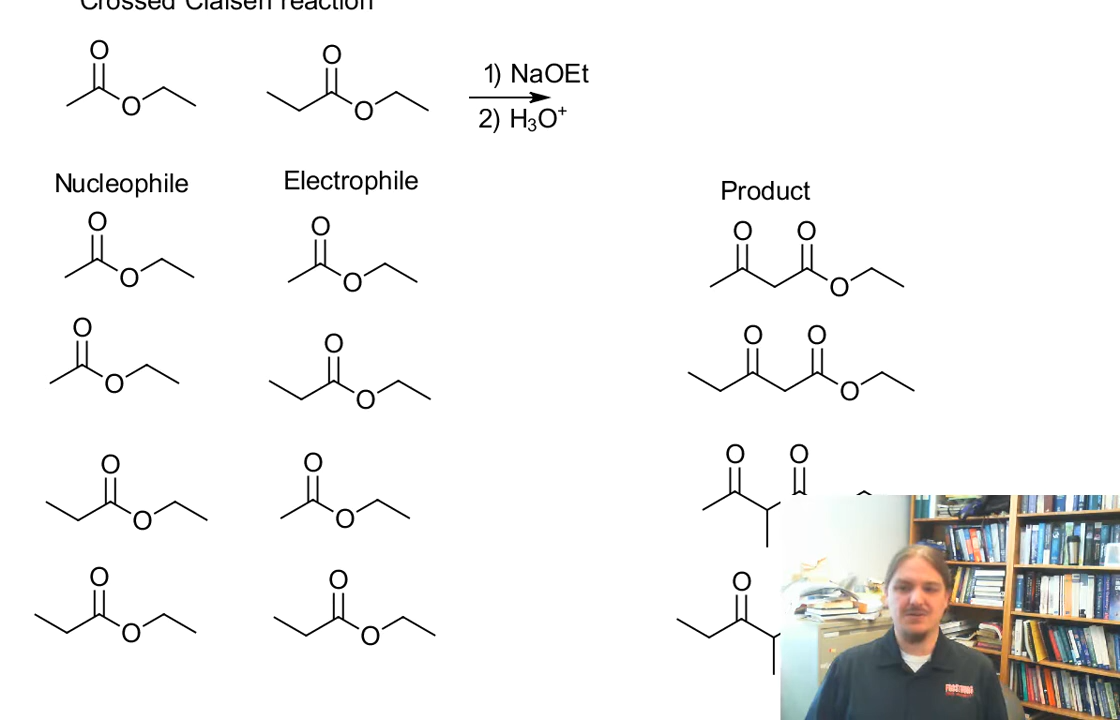 Crossed Claisen reaction
1) NaOEt
2) H₃O⁺
Nucleophile
Electrophile
Product
O O
O O
O O O O
O O
O O O O
O O
O O O O
O O
O O
O O
O
O O